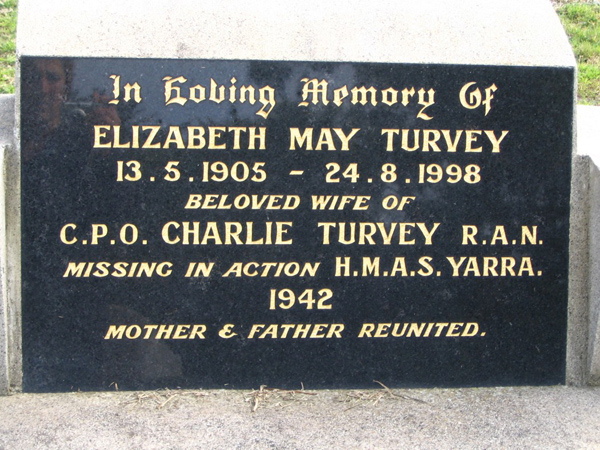 In Loving Memory Of
ELIZABETH MAY TURVEY
13.5.1905 - 24.8.1998
BELOVED WIFE OF
C.P.O. CHARLIE TURVEY R.A.N.
MISSING IN ACTION H.M.A.S. YARRA.
1942
MOTHER & FATHER REUNITED.